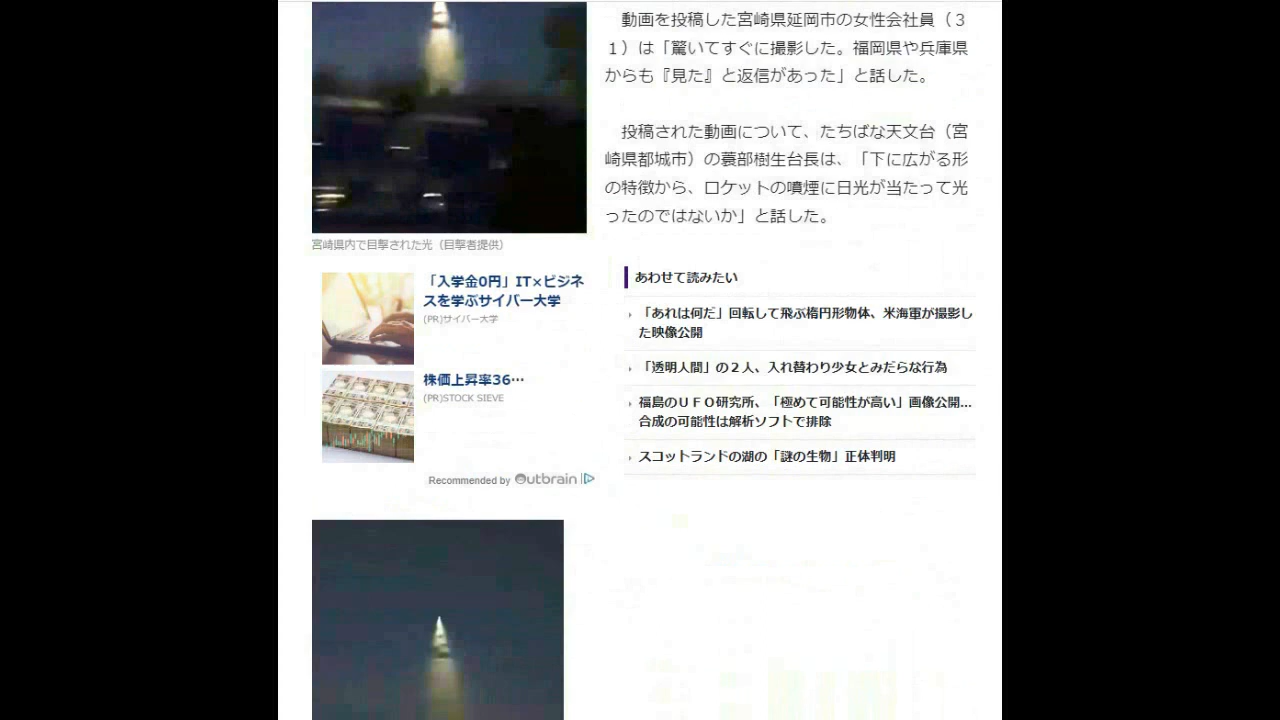 動画を投稿した宮崎県延岡市の女性会社員（３
１）は「驚いてすぐに撮影した。福岡県や兵庫県
からも『見た』と返信があった」と話した。
投稿された動画について、たちばな天文台（宮
崎県都城市）の蓑部樹生台長は、「下に広がる形
の特徴から、ロケットの噴煙に日光が当たって光
ったのではないか」と話した。
宮崎県内で目撃された光（目撃者提供）
「入学金0円」IT×ビジネ
スを学ぶサイバー大学
(PR)サイバー大学
株価上昇率36…
(PR)STOCK SIEVE
Recommended by Outbrain
あわせて読みたい
「あれは何だ」回転して飛ぶ楕円形物体、米海軍が撮影し
た映像公開
「透明人間」の２人、入れ替わり少女とみだらな行為
福島のＵＦＯ研究所、「極めて可能性が高い」画像公開…
合成の可能性は解析ソフトで排除
スコットランドの湖の「謎の生物」正体判明